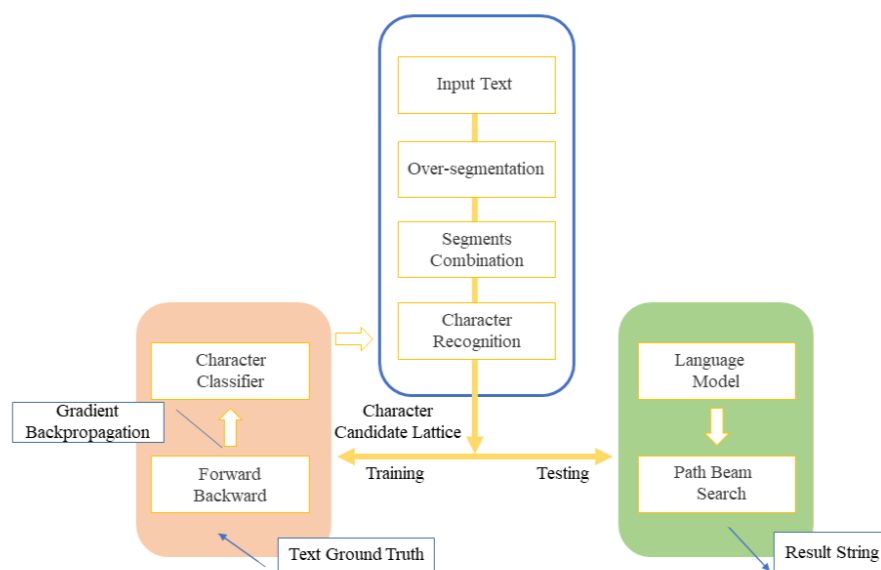 Input Text
Over-segmentation
Segments
Combination
Character
Recognition
Character
Classifier
Gradient
Backpropagation
Forward
Backward
Text Ground Truth
Character
Candidate Lattice
Training
Testing
Language
Model
Path Beam
Search
Result String